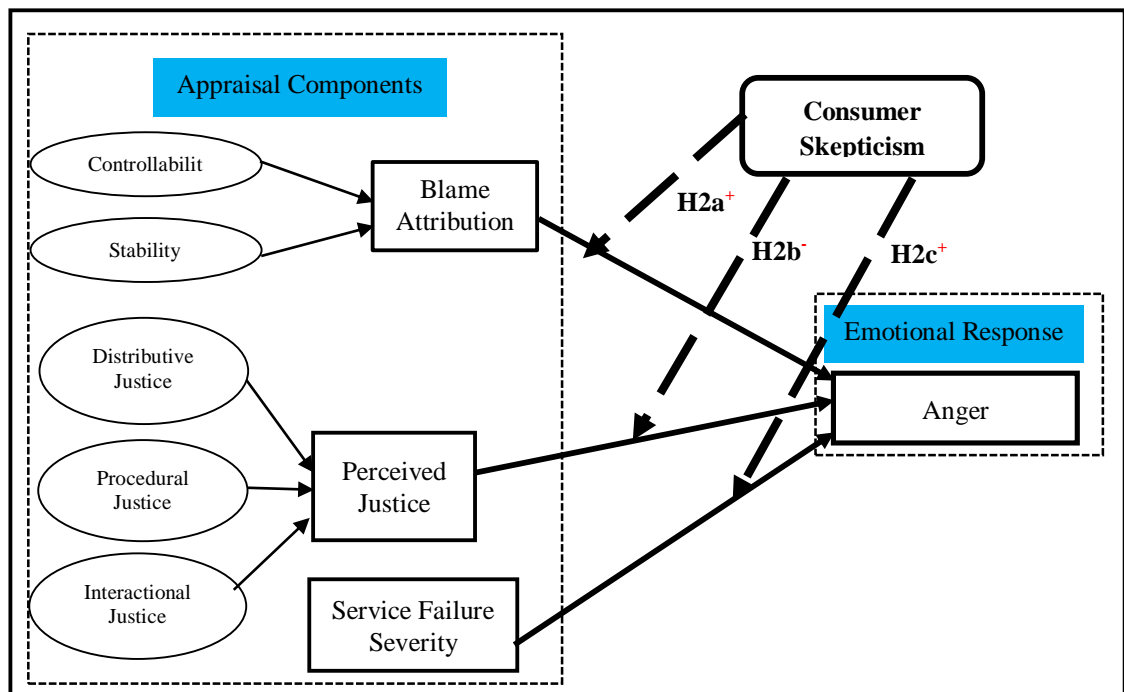 Appraisal Components
Controllabilit
Stability
Blame
Attribution
Distributive
Justice
Procedural
Justice
Interactional
Justice
Perceived
Justice
Service Failure
Severity
Consumer
Skepticism
H2a+
H2b-
H2c+
Emotional Response
Anger